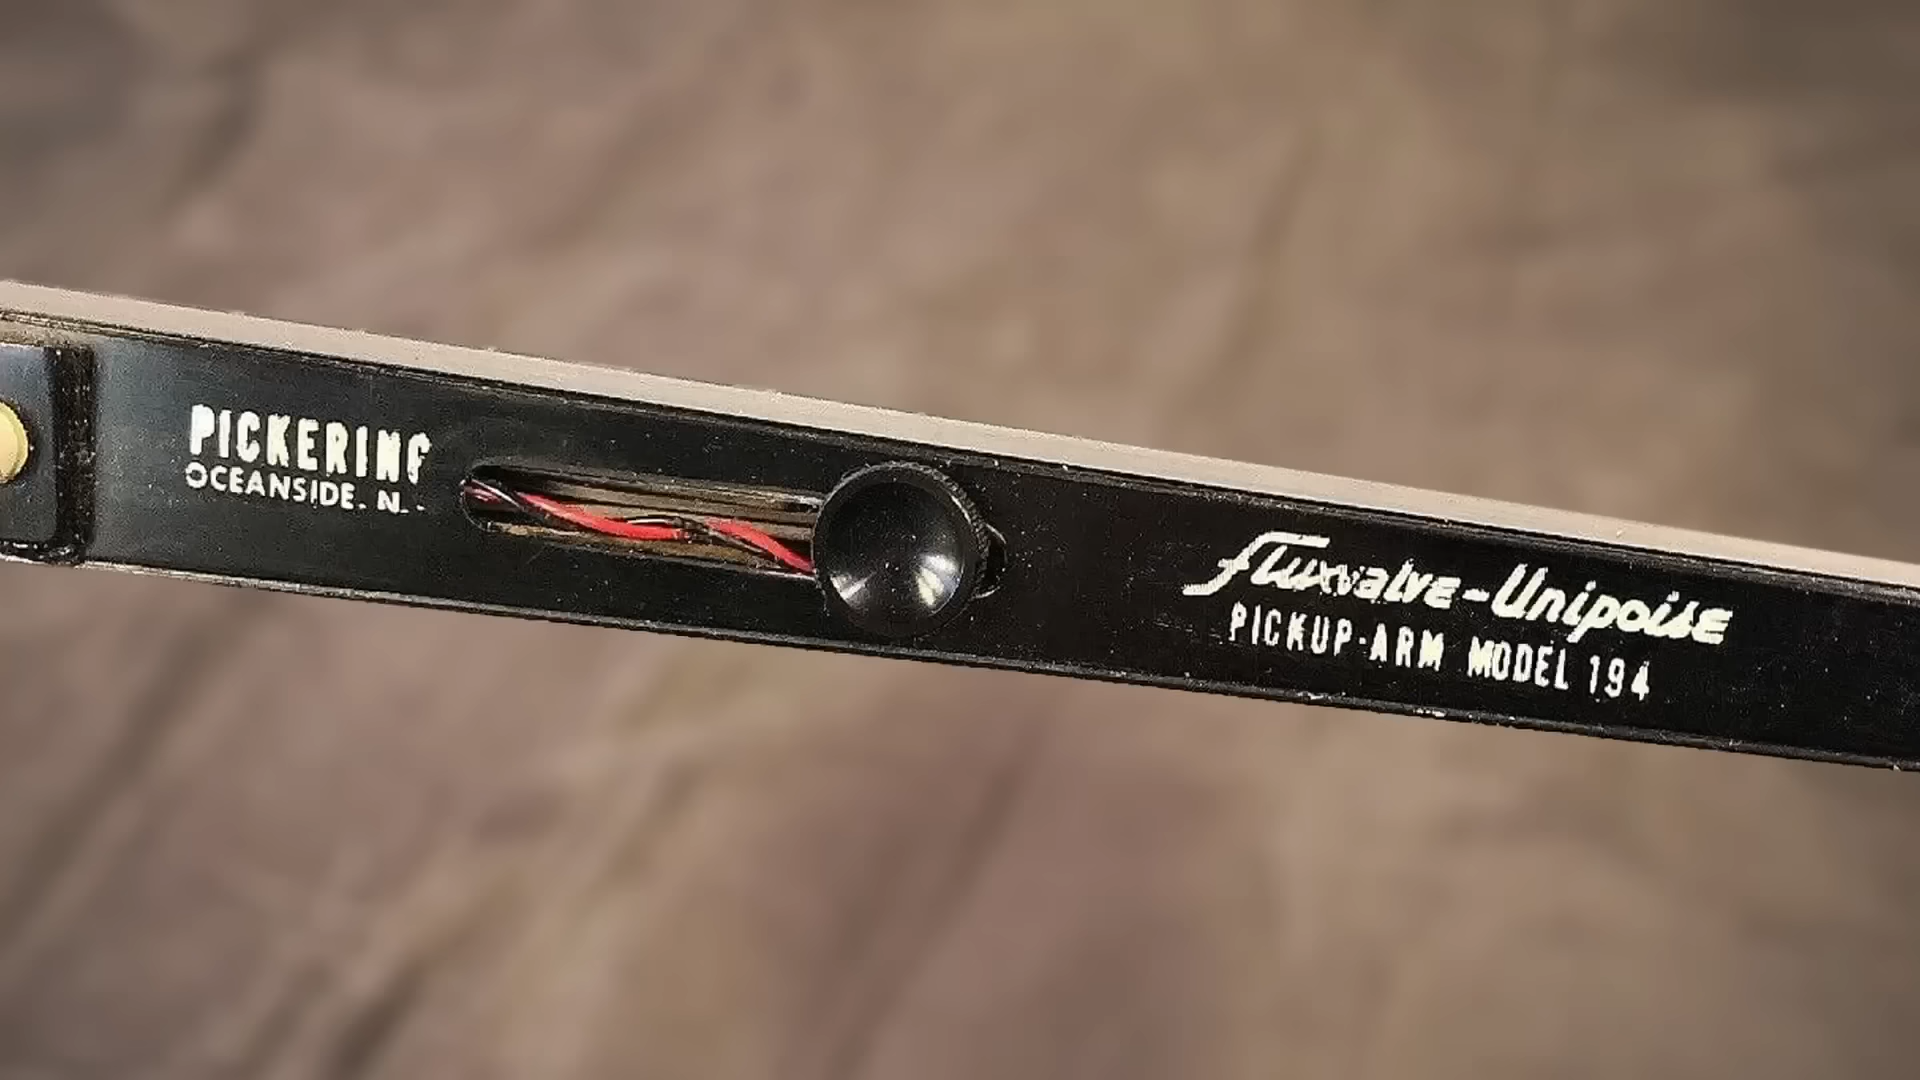 PICKERING
OCEANSIDE. N.
Fluxvalve-Unipoise
PICKUP-ARM MODEL 194